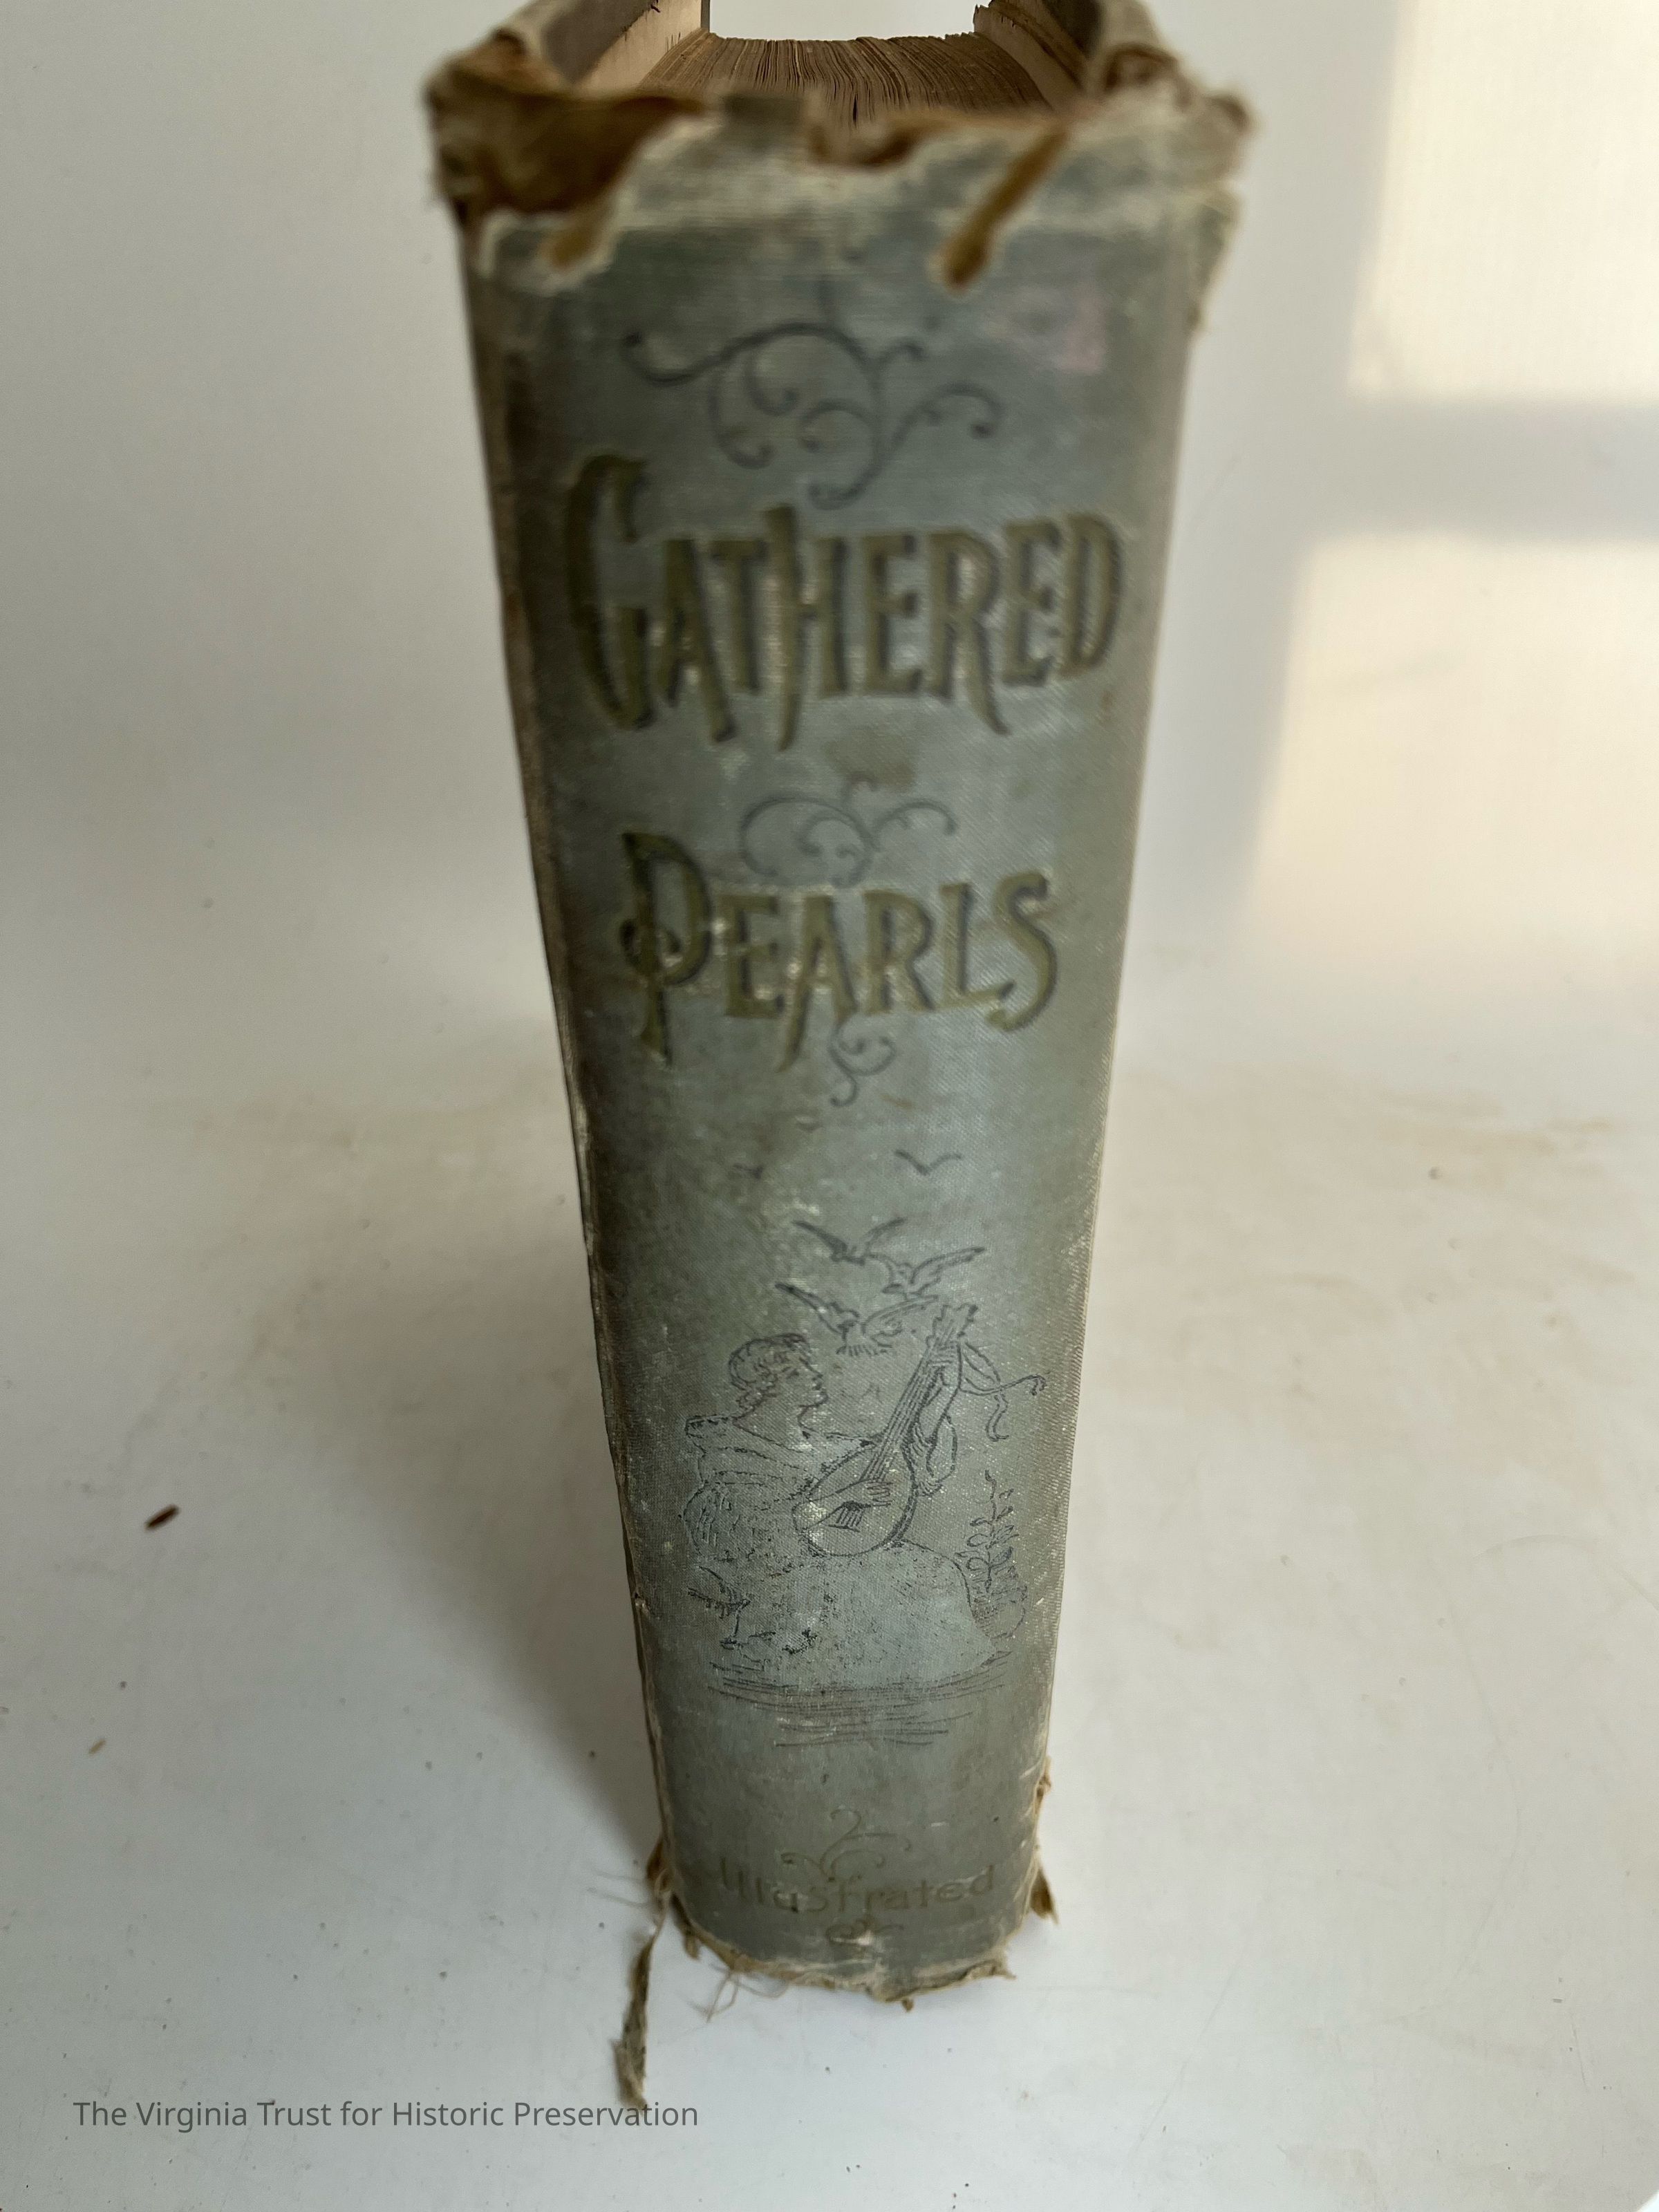 GATHERED
PEARLS
Illustrated
The Virginia Trust for Historic Preservation